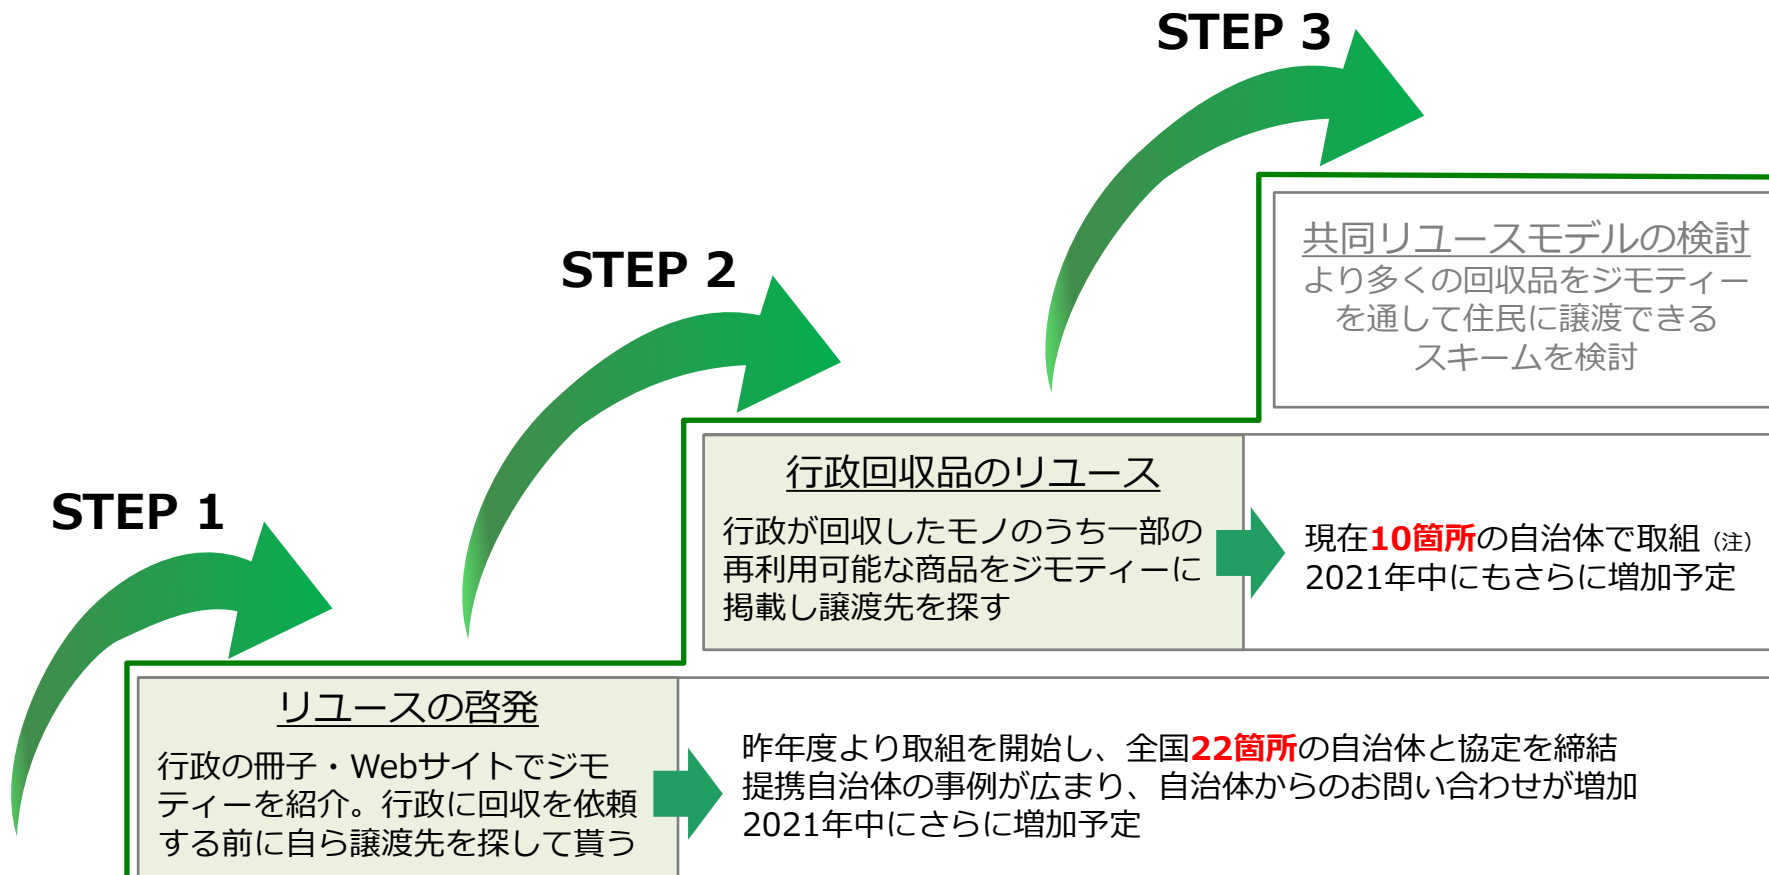 STEP 3
共同リユースモデルの検討
より多くの回収品をジモティー
を通して住民に譲渡できる
スキームを検討
STEP 2
行政回収品のリユース
行政が回収したモノのうち一部の
再利用可能な商品をジモティーに
掲載し譲渡先を探す
現在10箇所の自治体で取組（注）
2021年中にもさらに増加予定
STEP 1
リユースの啓発
行政の冊子・Webサイトでジモ
ティーを紹介。行政に回収を依頼
する前に自ら譲渡先を探して貰う
昨年度より取組を開始し、全国22箇所の自治体と協定を締結
提携自治体の事例が広まり、自治体からのお問い合わせが増加
2021年中にさらに増加予定